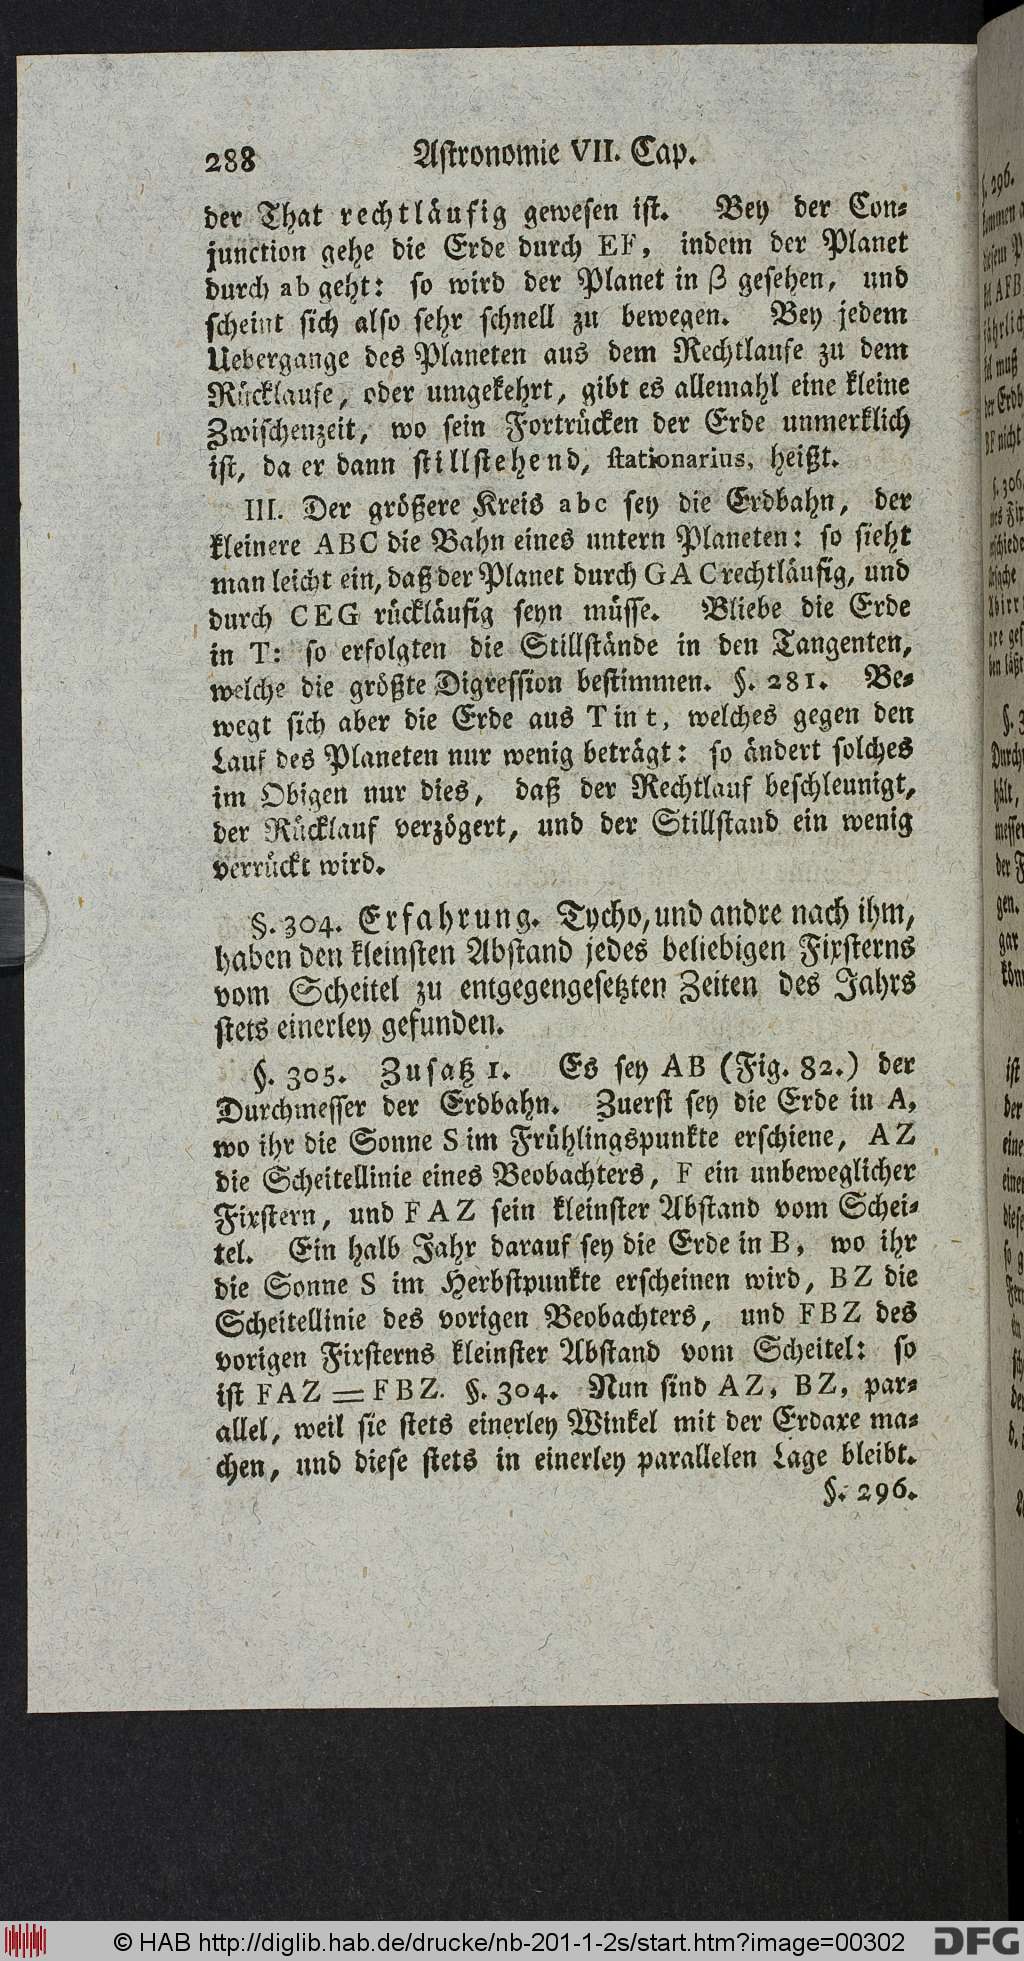 288 Astronomie VII. Cap.
der That rechtläufig gewesen ist. Bey der Con-
junction gehe die Erde durch EF, indem der Planet
durch ab geht: so wird der Planet in ß gesehen, und
scheint sich also sehr schnell zu bewegen. Bey jedem
Uebergange des Planeten aus dem Rechtlaufe zu dem
Rücklaufe, oder umgekehrt, gibt es allemahl eine kleine
Zwischenzeit, wo sein Fortrücken der Erde unmerklich
ist, da er dann stillstehend, stationarius, heißt.
III. Der größere Kreis abc sey die Erdbahn, der
kleinere ABC die Bahn eines untern Planeten: so sieht
man leicht ein, daß der Planet durch GAC rechtläufig, und
durch CEG rückläufig seyn müsse. Bliebe die Erde
in T: so erfolgten die Stillstände in den Tangenten,
welche die größte Digression bestimmen. §. 281. Be-
wegt sich aber die Erde aus T in t, welches gegen den
Lauf des Planeten nur wenig beträgt: so ändert solches
im Obigen nur dies, daß der Rechtlauf beschleunigt,
der Rücklauf verzögert, und der Stillstand ein wenig
verrückt wird.
§. 304. Erfahrung. Tycho, und andre nach ihm,
haben den kleinsten Abstand jedes beliebigen Fixsterns
vom Scheitel zu entgegengesetzten Zeiten des Jahrs
stets einerley gefunden.
§. 305. Zusatz 1. Es sey AB (Fig. 82.) der
Durchmesser der Erdbahn. Zuerst sey die Erde in A,
wo ihr die Sonne S im Frühlingspunkte erschiene, AZ
die Scheitellinie eines Beobachters, F ein unbeweglicher
Fixstern, und FAZ sein kleinster Abstand vom Schei-
tel. Ein halb Jahr darauf sey die Erde in B, wo ihr
die Sonne S im Herbstpunkte erscheinen wird, BZ die
Scheitellinie des vorigen Beobachters, und FBZ des
vorigen Fixsterns kleinster Abstand vom Scheitel: so
ist FAZ = FBZ. §. 304. Nun sind AZ, BZ, par-
allel, weil sie stets einerley Winkel mit der Erdaxe ma-
chen, und diese stets in einerley parallelen Lage bleibt.
§. 296.
© HAB http://diglib.hab.de/drucke/nb-201-1-2s/start.htm?image=00302
DFG